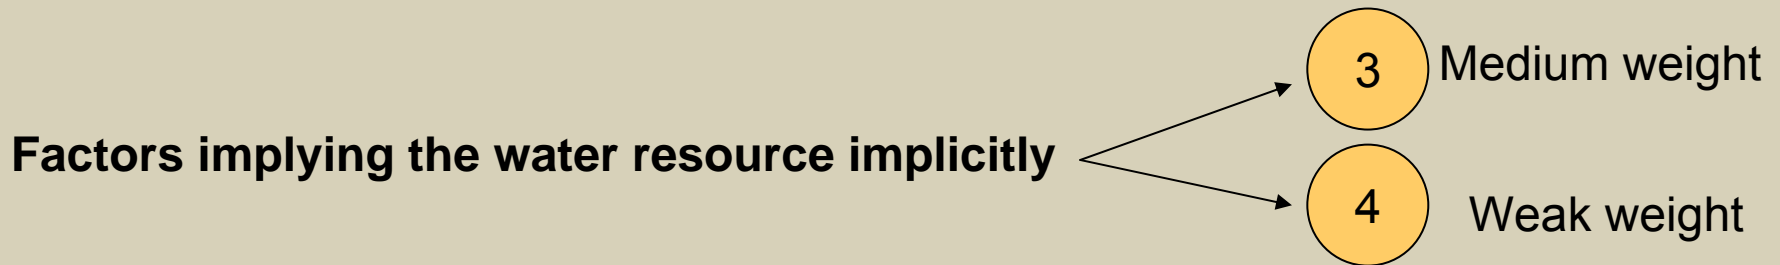 3 Medium weight
Factors implying the water resource implicitly
4 Weak weight